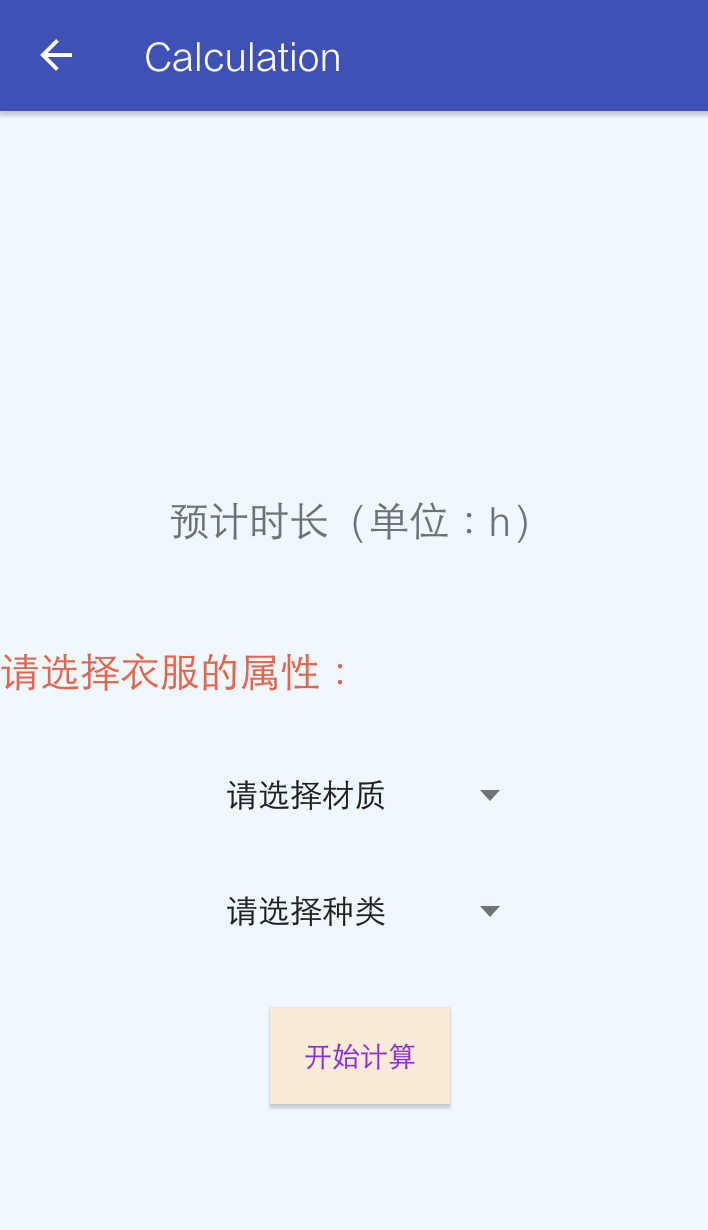 Calculation
预计时长（单位：h）
请选择衣服的属性：
请选择材质
请选择种类
开始计算